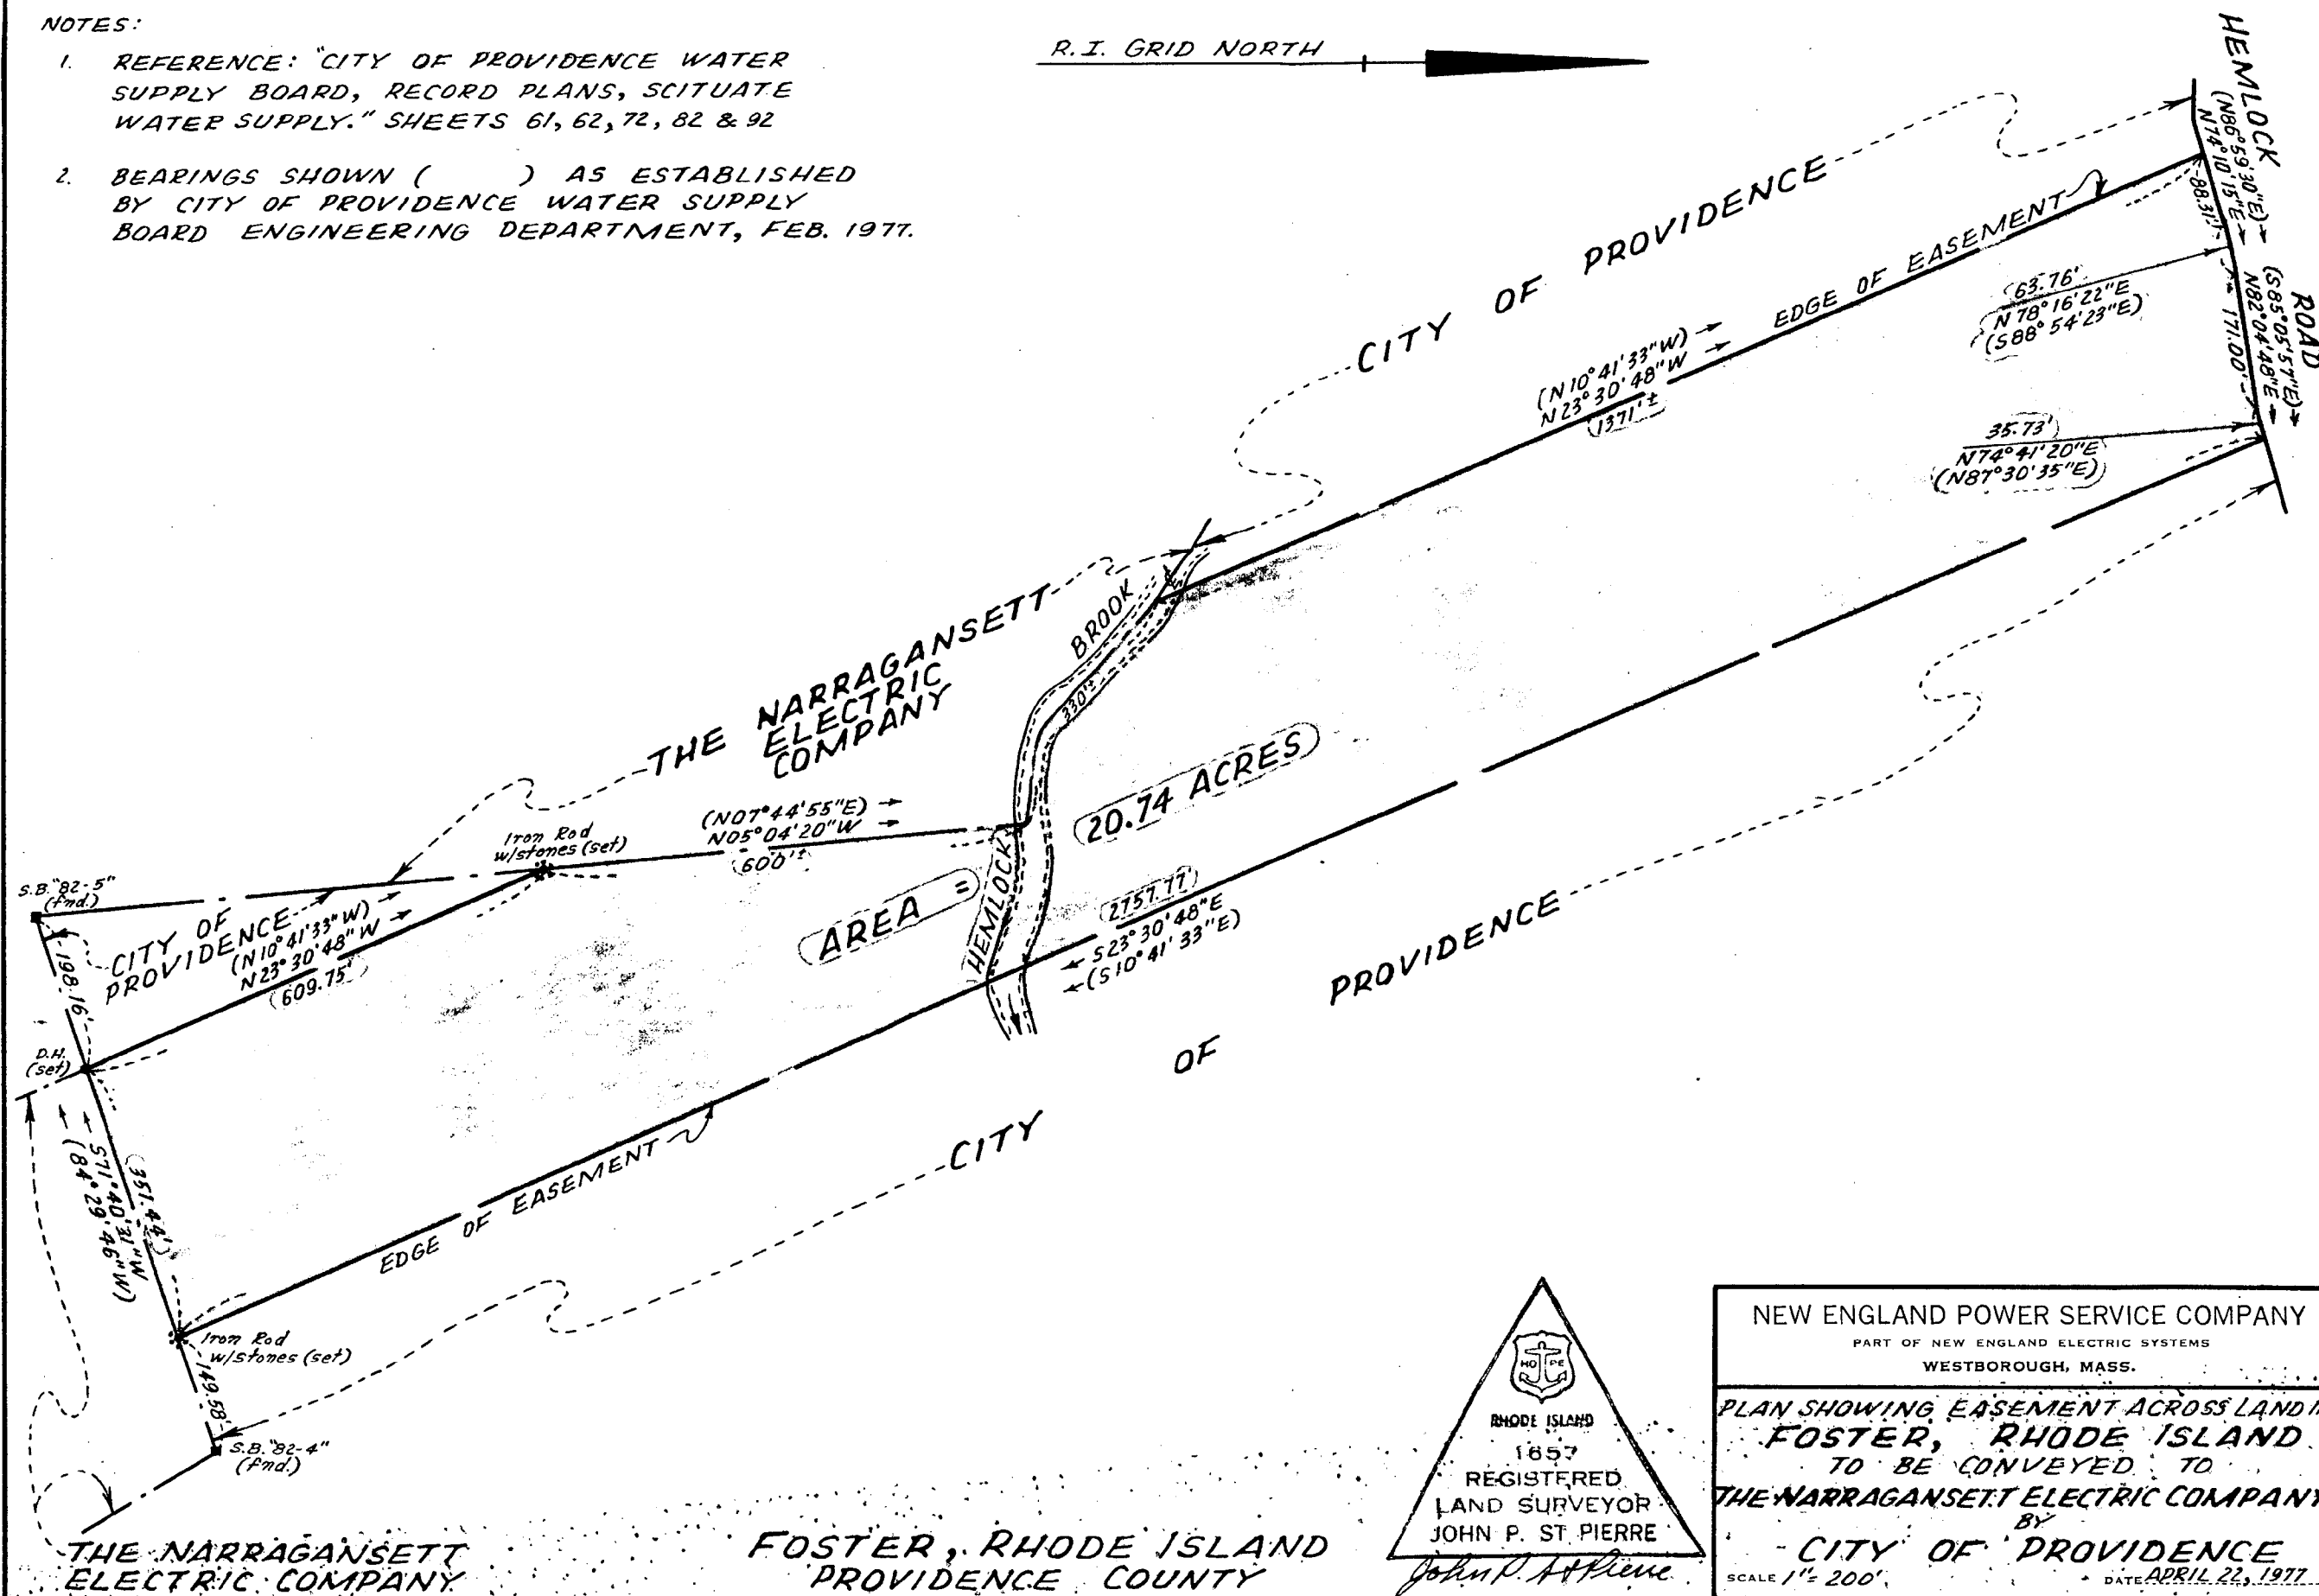 NOTES:
1. REFERENCE: "CITY OF PROVIDENCE WATER
SUPPLY BOARD, RECORD PLANS, SCITUATE
WATER SUPPLY." SHEETS 61, 62, 72, 82 & 92
2. BEARINGS SHOWN ( ) AS ESTABLISHED
BY CITY OF PROVIDENCE WATER SUPPLY
BOARD ENGINEERING DEPARTMENT, FEB. 1977.
R.I. GRID NORTH
HEMLOCK ROAD
(N86°59'30"E)
N74°10'15"E
88.31'
(S85°05'57"E)
N82°04'48"E
171.00'
CITY OF PROVIDENCE
EDGE OF EASEMENT
63.76'
N78°16'22"E
(S88°54'23"E)
(N10°41'33"W)
N23°30'48"W
1371'±
35.73'
N74°41'20"E
(N87°30'35"E)
THE NARRAGANSETT
ELECTRIC
COMPANY
BROOK
330'±
20.74 ACRES
AREA =
HEMLOCK
(N07°44'55"E)
N05°04'20"W
600'±
Iron Rod
w/stones (set)
S.B. "82-5"
(fnd.)
CITY OF
PROVIDENCE
(N10°41'33"W)
N23°30'48"W
609.75'
198.16'
2757.77
S23°30'48"E
(S10°41'33"E)
D.H.
(set)
351.44'
S71°40'31"W
(84°29'46"W)
EDGE OF EASEMENT
CITY OF PROVIDENCE
Iron Rod
w/stones (set)
149.58'
S.B. "82-4"
(fnd.)
THE NARRAGANSETT
ELECTRIC COMPANY
FOSTER, RHODE ISLAND
PROVIDENCE COUNTY
HOPE
RHODE ISLAND
1657
REGISTERED
LAND SURVEYOR
JOHN P. ST. PIERRE
John P. St Pierre
NEW ENGLAND POWER SERVICE COMPANY
PART OF NEW ENGLAND ELECTRIC SYSTEMS
WESTBOROUGH, MASS.
PLAN SHOWING EASEMENT ACROSS LAND
FOSTER, RHODE ISLAND
TO BE CONVEYED TO
THE NARRAGANSETT ELECTRIC COMPANY
BY
CITY OF PROVIDENCE
SCALE 1"=200' DATE APRIL 22, 1977